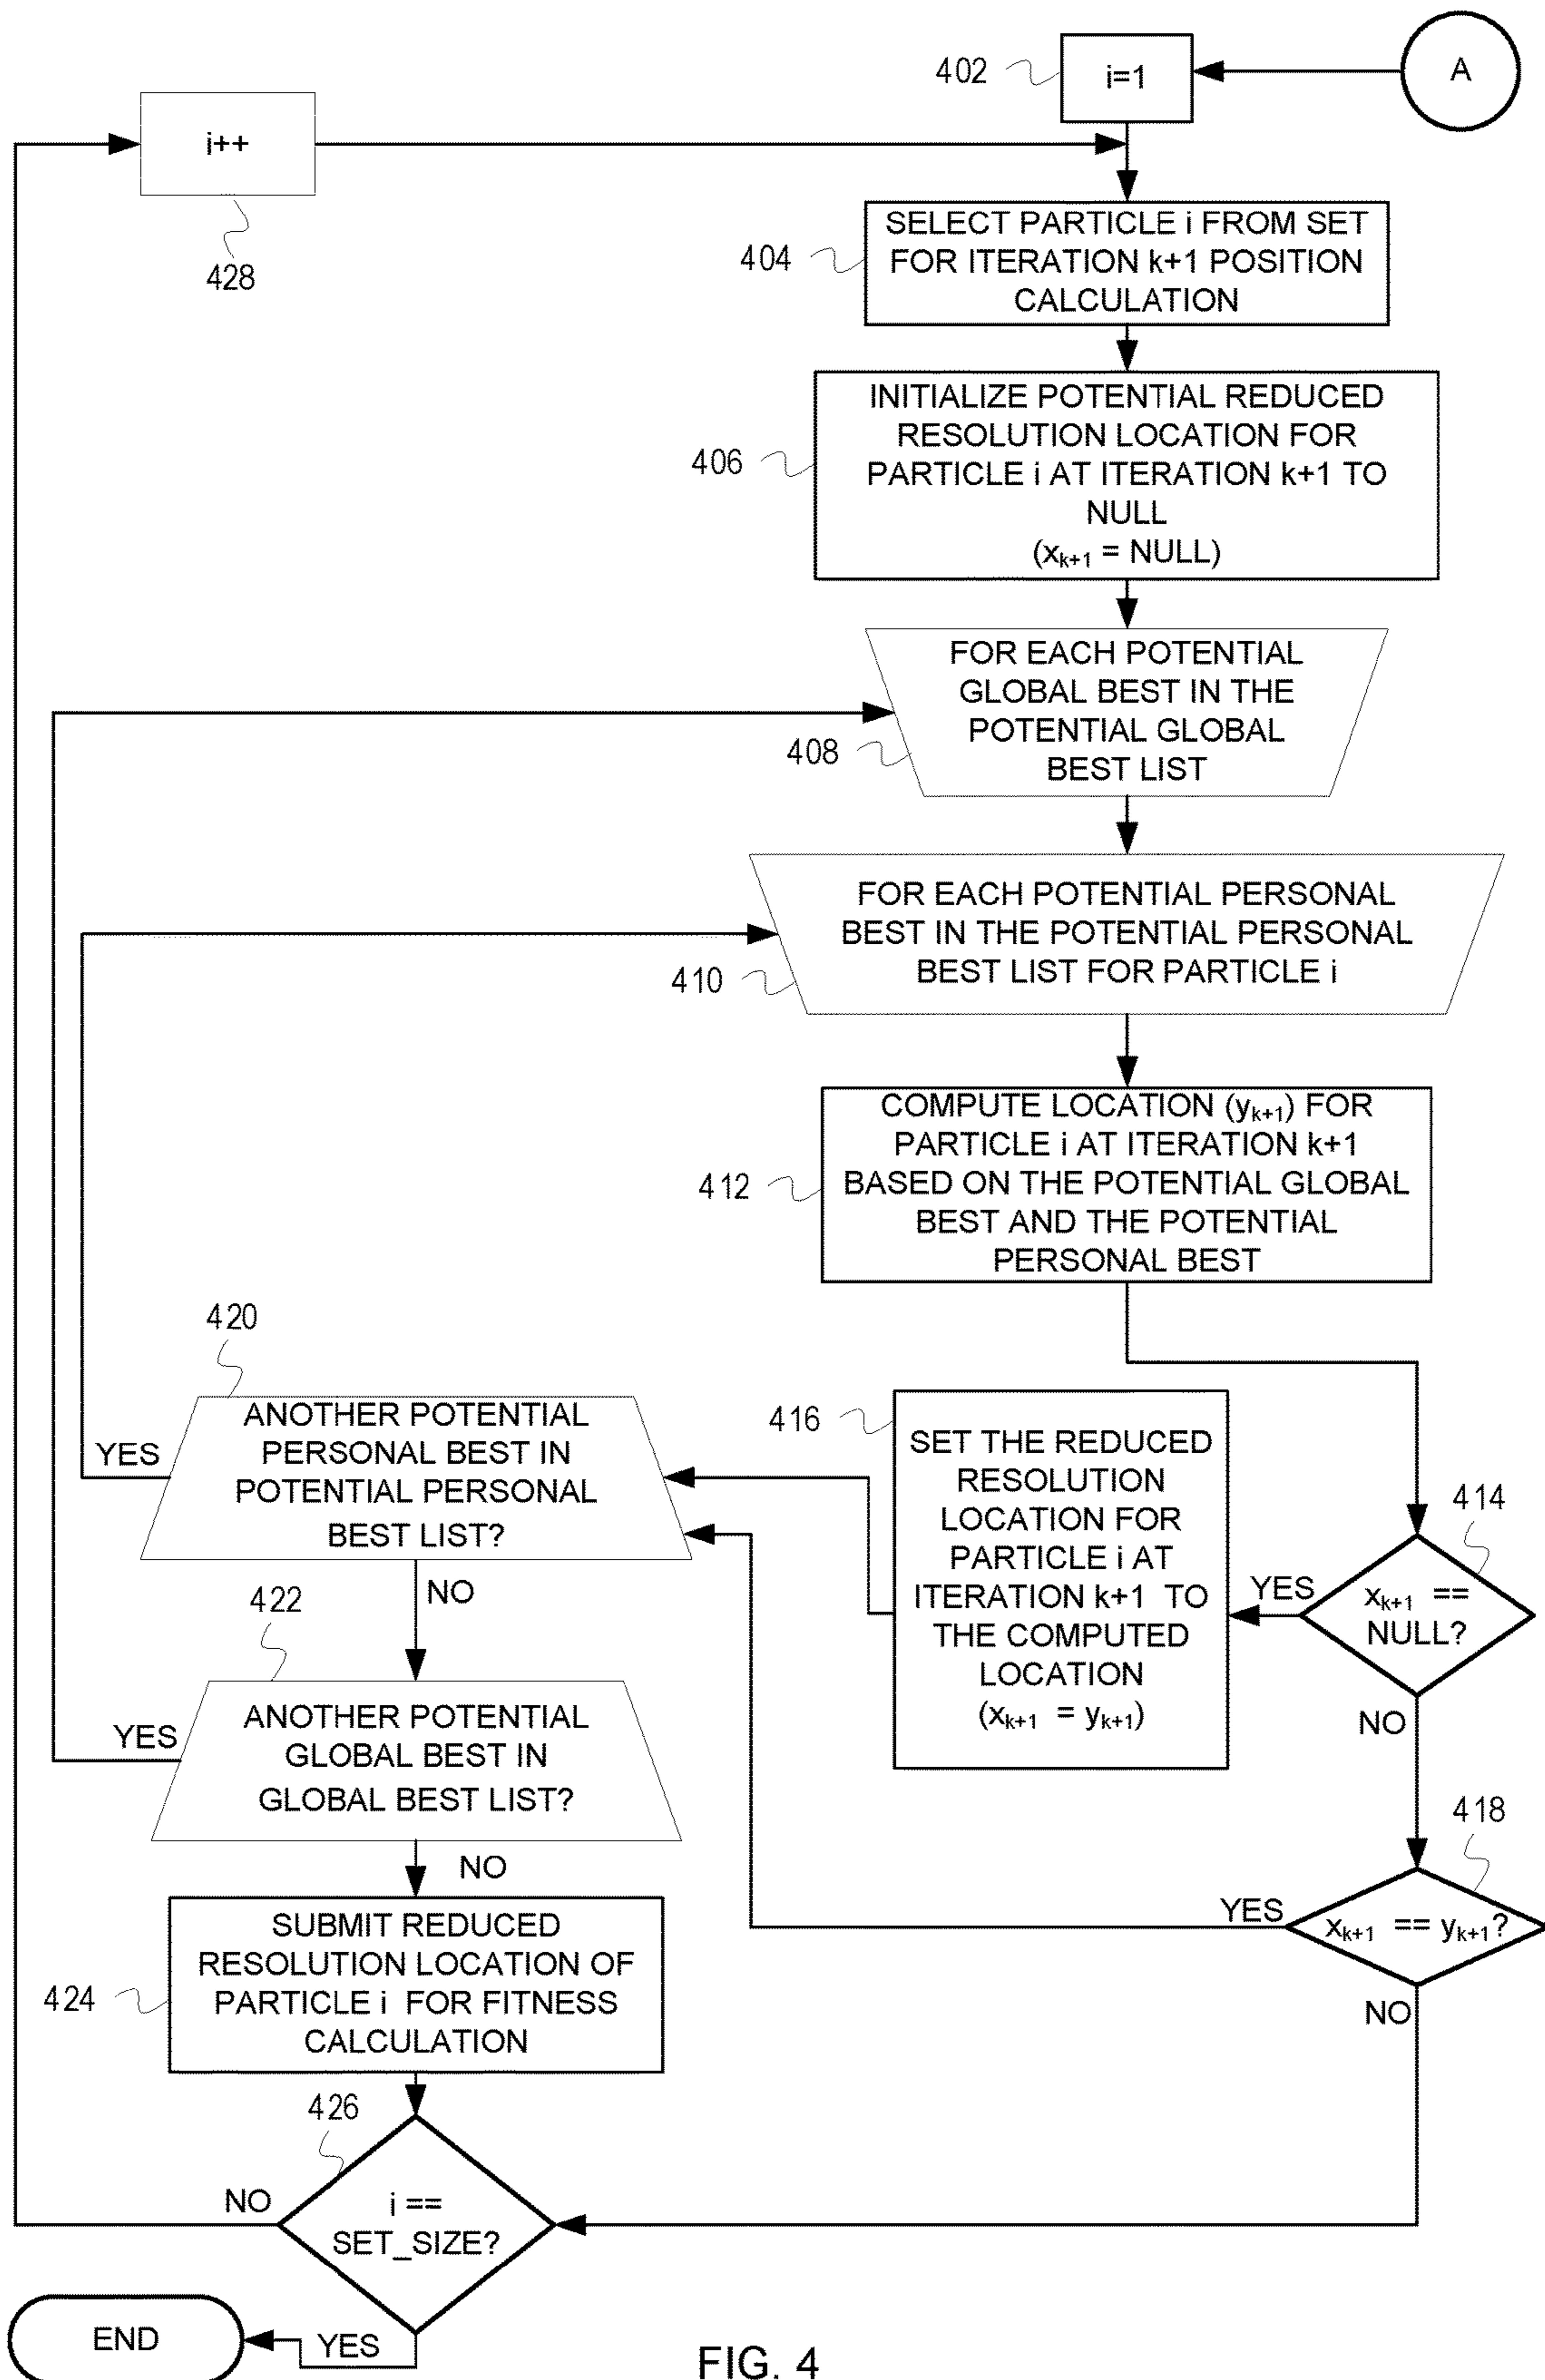 402
i=1
A
i++
428
404
SELECT PARTICLE i FROM SET
FOR ITERATION k+1 POSITION
CALCULATION
406
INITIALIZE POTENTIAL REDUCED
RESOLUTION LOCATION FOR
PARTICLE i AT ITERATION k+1 TO
NULL
(xk+1 = NULL)
408
FOR EACH POTENTIAL
GLOBAL BEST IN THE
POTENTIAL GLOBAL
BEST LIST
410
FOR EACH POTENTIAL PERSONAL
BEST IN THE POTENTIAL PERSONAL
BEST LIST FOR PARTICLE i
412
COMPUTE LOCATION (yk+1) FOR
PARTICLE i AT ITERATION k+1
BASED ON THE POTENTIAL GLOBAL
BEST AND THE POTENTIAL
PERSONAL BEST
414
xk+1 ==
NULL?
YES
NO
416
SET THE REDUCED
RESOLUTION
LOCATION FOR
PARTICLE i AT
ITERATION k+1 TO
THE COMPUTED
LOCATION
(xk+1 = yk+1)
418
xk+1 == yk+1?
YES
NO
420
ANOTHER POTENTIAL
PERSONAL BEST IN
POTENTIAL PERSONAL
BEST LIST?
YES
NO
422
ANOTHER POTENTIAL
GLOBAL BEST IN
GLOBAL BEST LIST?
YES
NO
424
SUBMIT REDUCED
RESOLUTION LOCATION OF
PARTICLE i FOR FITNESS
CALCULATION
426
i ==
SET_SIZE?
NO
YES
END
FIG. 4